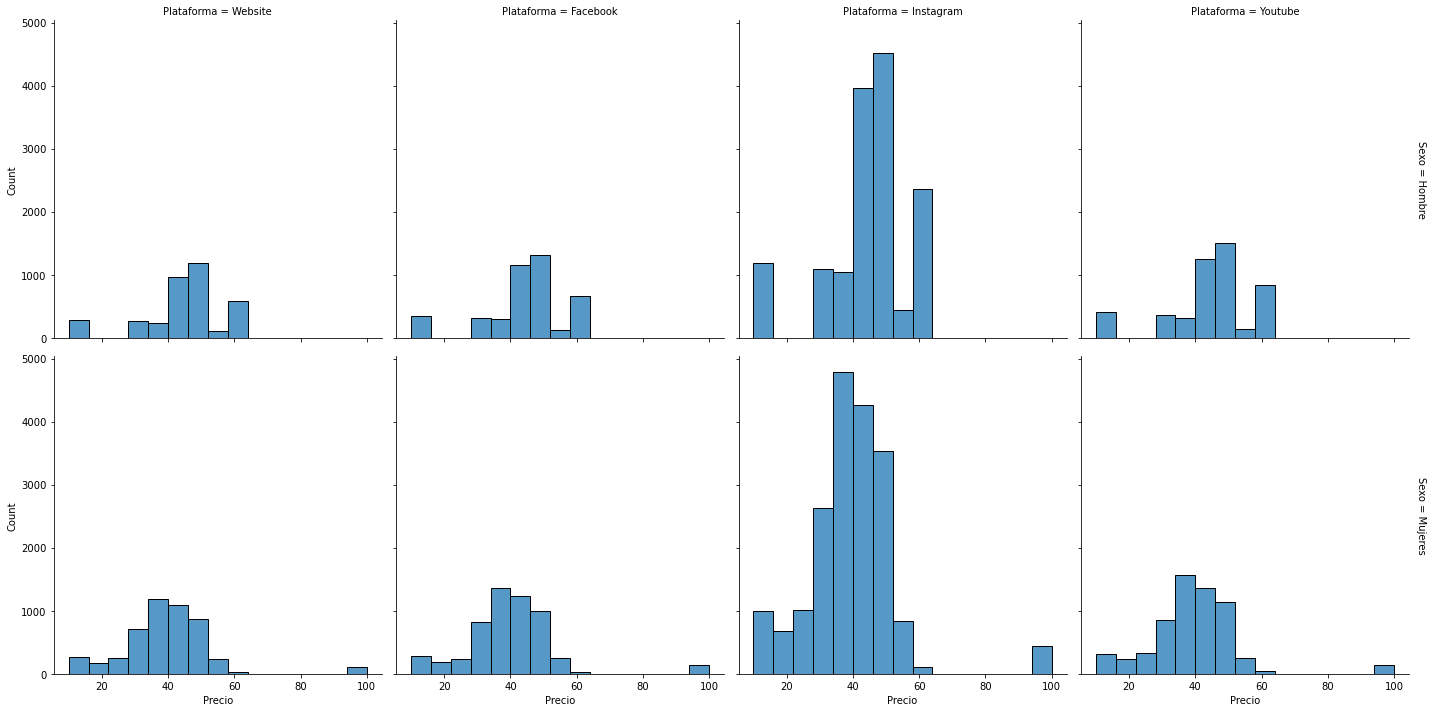 Plataforma = Website
Plataforma = Facebook
Plataforma = Instagram
Plataforma = Youtube
5000
4000
3000
2000
1000
0
Count
Sexo = Hombre
5000
4000
3000
2000
1000
0
Count
Sexo = Mujeres
20 40 60 80 100
20 40 60 80 100
20 40 60 80 100
20 40 60 80 100
Precio
Precio
Precio
Precio